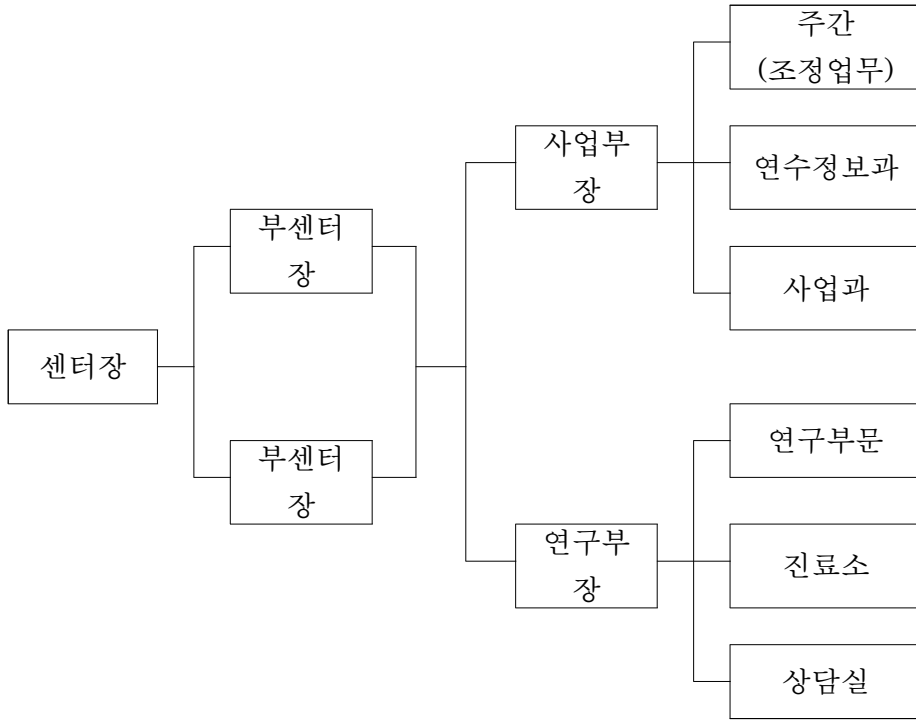 주간
(조정업무)
사업부
장
연수정보과
부센터
장
사업과
센터장
연구부문
부센터
장
연구부
장
진료소
상담실